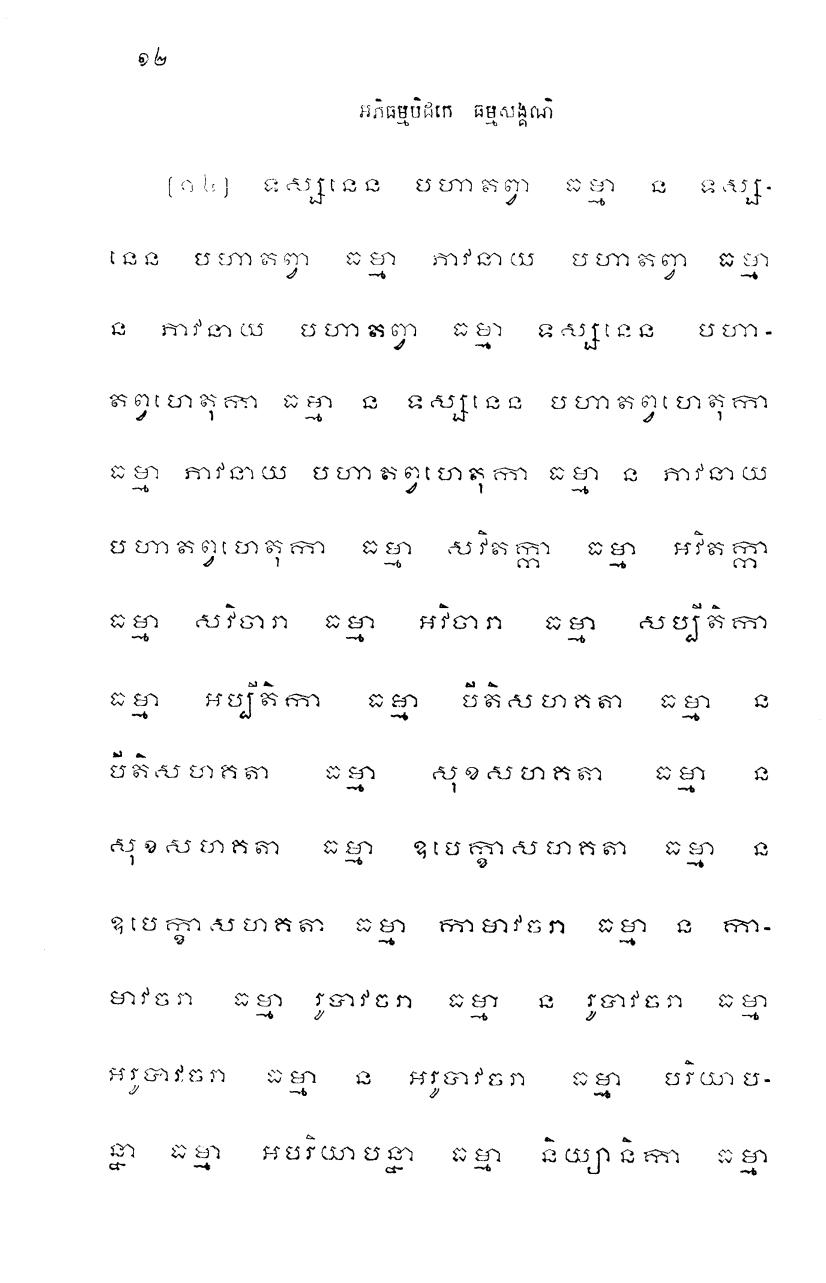 ១២
អភិធម្មបិដកេ ធម្មសង្គណិ
[១៤] ទស្សនេន បហាតព្វា ធម្មា ន ទស្ស-
នេន បហាតព្វា ធម្មា ភាវនាយ បហាតព្វា ធម្មា
ន ភាវនាយ បហាតព្វា ធម្មា ទស្សនេន បហា-
តព្វហេតុកា ធម្មា ន ទស្សនេន បហាតព្វហេតុកា
ធម្មា ភាវនាយ បហាតព្វហេតុកា ធម្មា ន ភាវនាយ
បហាតព្វហេតុកា ធម្មា សវិតក្កា ធម្មា អវិតក្កា
ធម្មា សវិចារា ធម្មា អវិចារា ធម្មា សប្បីតិកា
ធម្មា អប្បីតិកា ធម្មា បីតិសហគតា ធម្មា ន
បីតិសហគតា ធម្មា សុខសហគតា ធម្មា ន
សុខសហគតា ធម្មា ឧបេក្ខាសហគតា ធម្មា ន
ឧបេក្ខាសហគតា ធម្មា កាមាវចរា ធម្មា ន កា-
មាវចរា ធម្មា រូបាវចរា ធម្មា ន រូបាវចរា ធម្មា
អរូបាវចរា ធម្មា ន អរូបាវចរា ធម្មា បរិយាប-
ន្នា ធម្មា អបរិយាបន្នា ធម្មា និយ្យានិកា ធម្មា